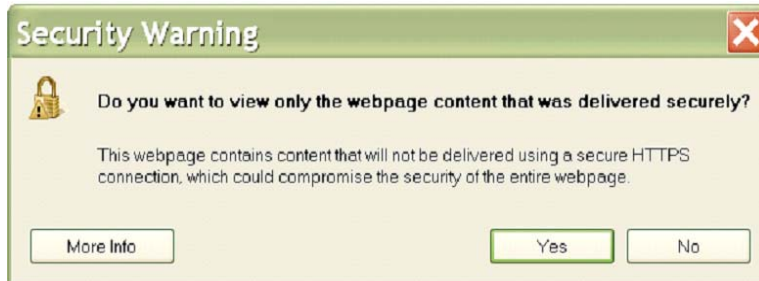 Security Warning
Do you want to view only the webpage content that was delivered securely?
This webpage contains content that will not be delivered using a secure HTTPS
connection, which could compromise the security of the entire webpage.
More Info
Yes
No